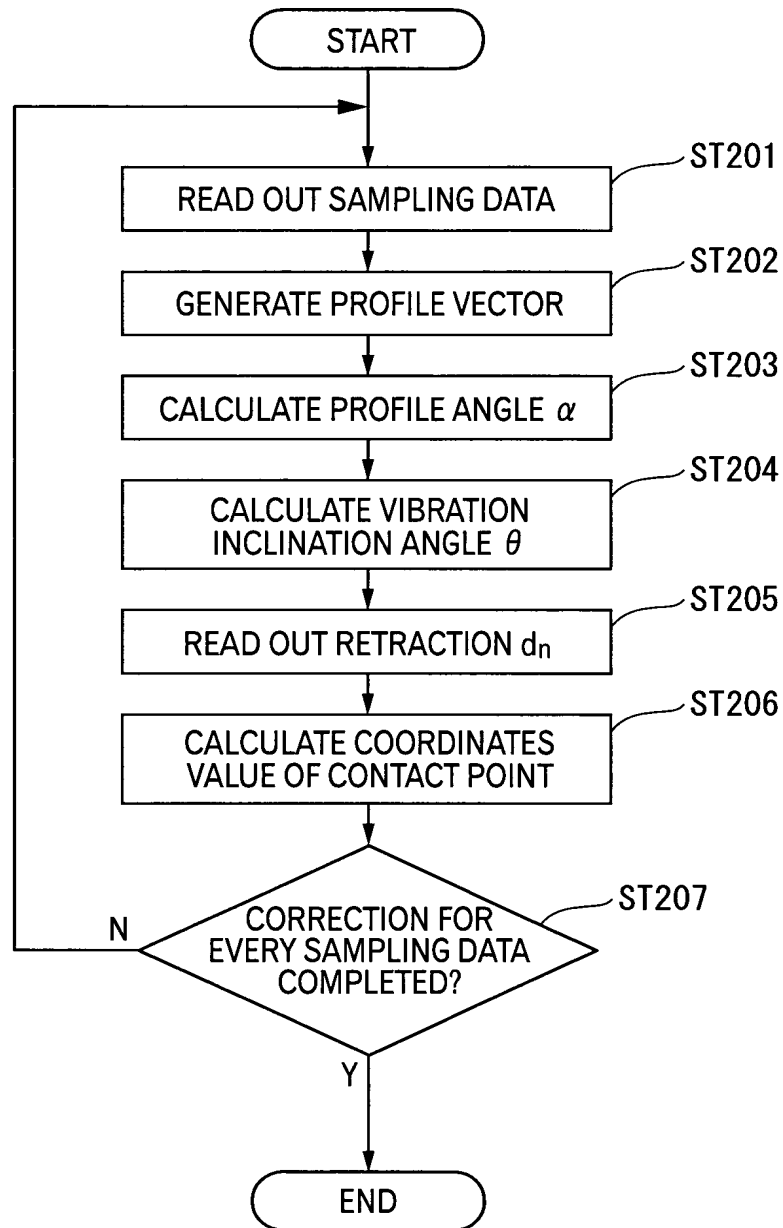 START
ST201
READ OUT SAMPLING DATA
ST202
GENERATE PROFILE VECTOR
ST203
CALCULATE PROFILE ANGLE α
ST204
CALCULATE VIBRATION
INCLINATION ANGLE θ
ST205
READ OUT RETRACTION dn
ST206
CALCULATE COORDINATES
VALUE OF CONTACT POINT
ST207
N
CORRECTION FOR
EVERY SAMPLING DATA
COMPLETED?
Y
END